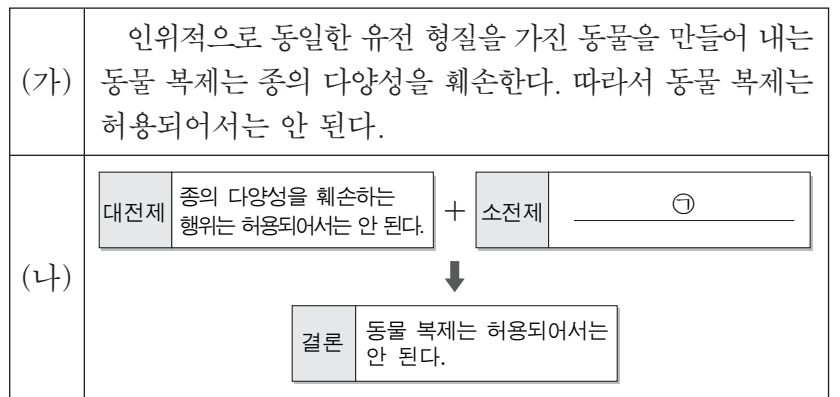 (가)
인위적으로 동일한 유전 형질을 가진 동물을 만들어 내는
동물 복제는 종의 다양성을 훼손한다. 따라서 동물 복제는
허용되어서는 안 된다.
(나)
대전제
종의 다양성을 훼손하는
행위는 허용되어서는 안 된다.
+
소전제
㉠
결론
동물 복제는 허용되어서는
안 된다.